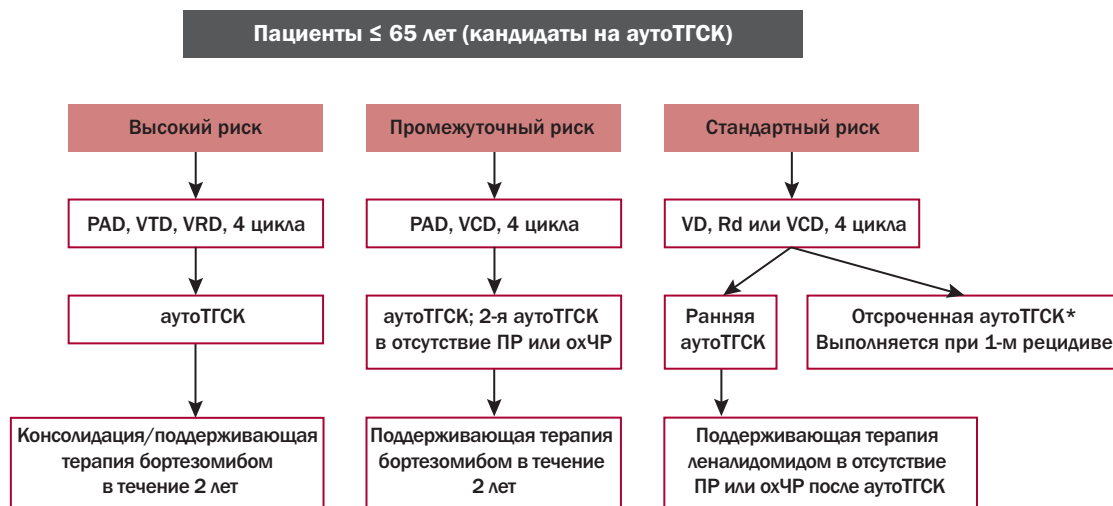 Пациенты ≤ 65 лет (кандидаты на аутоТГСК)
Высокий риск
Промежуточный риск
Стандартный риск
PAD, VTD, VRD, 4 цикла
PAD, VCD, 4 цикла
VD, Rd или VCD, 4 цикла
аутоТГСК
аутоТГСК; 2-я аутоТГСК
в отсутствие ПР или охЧР
Ранняя
аутоТГСК
Отсроченная аутоТГСК*
Выполняется при 1-м рецидиве
Консолидация/поддерживающая
терапия бортезомибом
в течение 2 лет
Поддерживающая терапия
бортезомибом в течение
2 лет
Поддерживающая терапия
леналидомидом в отсутствие
ПР или охЧР после аутоТГСК